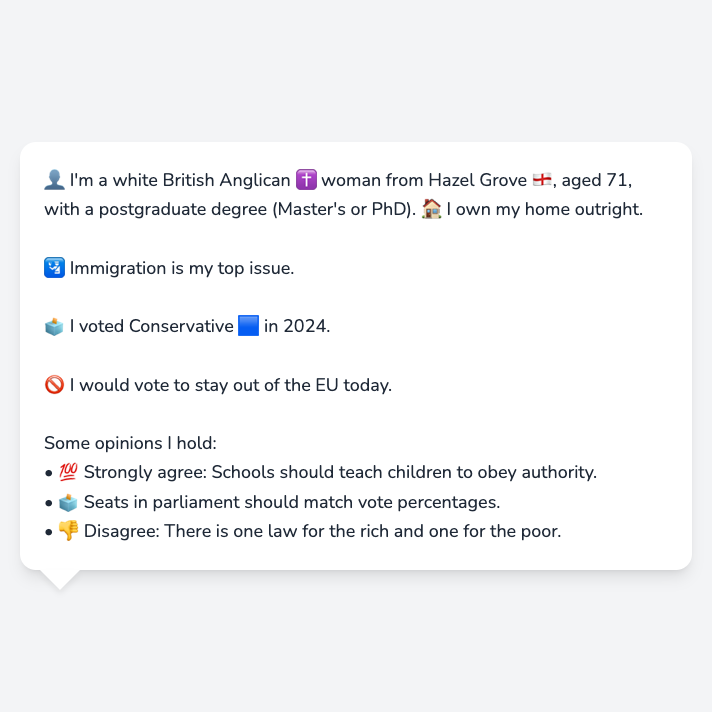 👤 I'm a white British Anglican ✝️ woman from Hazel Grove 🏴󠁧󠁢󠁥󠁮󠁧󠁿, aged 71,
with a postgraduate degree (Master's or PhD). 🏠 I own my home outright.
🛂 Immigration is my top issue.
🗳️ I voted Conservative 🟦 in 2024.
🚫 I would vote to stay out of the EU today.
Some opinions I hold:
• 💯 Strongly agree: Schools should teach children to obey authority.
• 🗳️ Seats in parliament should match vote percentages.
• 👎 Disagree: There is one law for the rich and one for the poor.